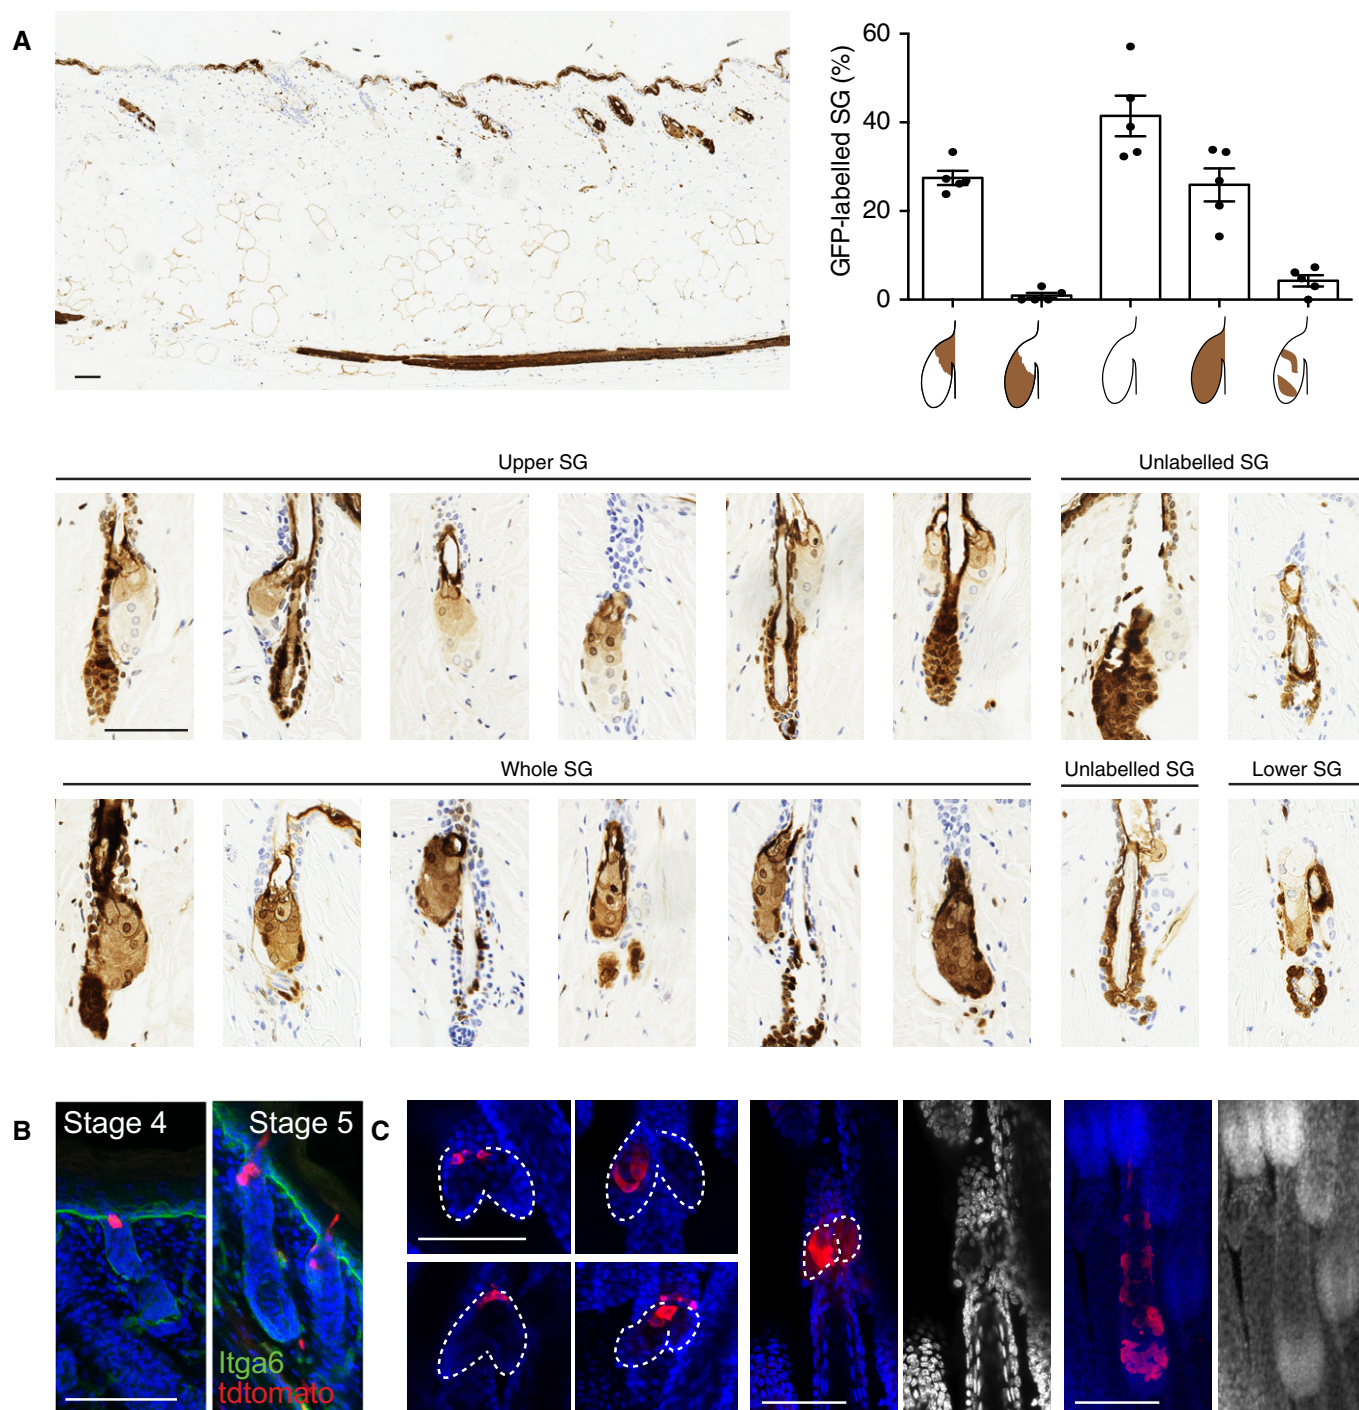 A
GFP-labelled SG (%)
60
40
20
0
Upper SG
Unlabelled SG
Whole SG
Unlabelled SG
Lower SG
B
Stage 4
Stage 5
Itga6
tdtomato
C